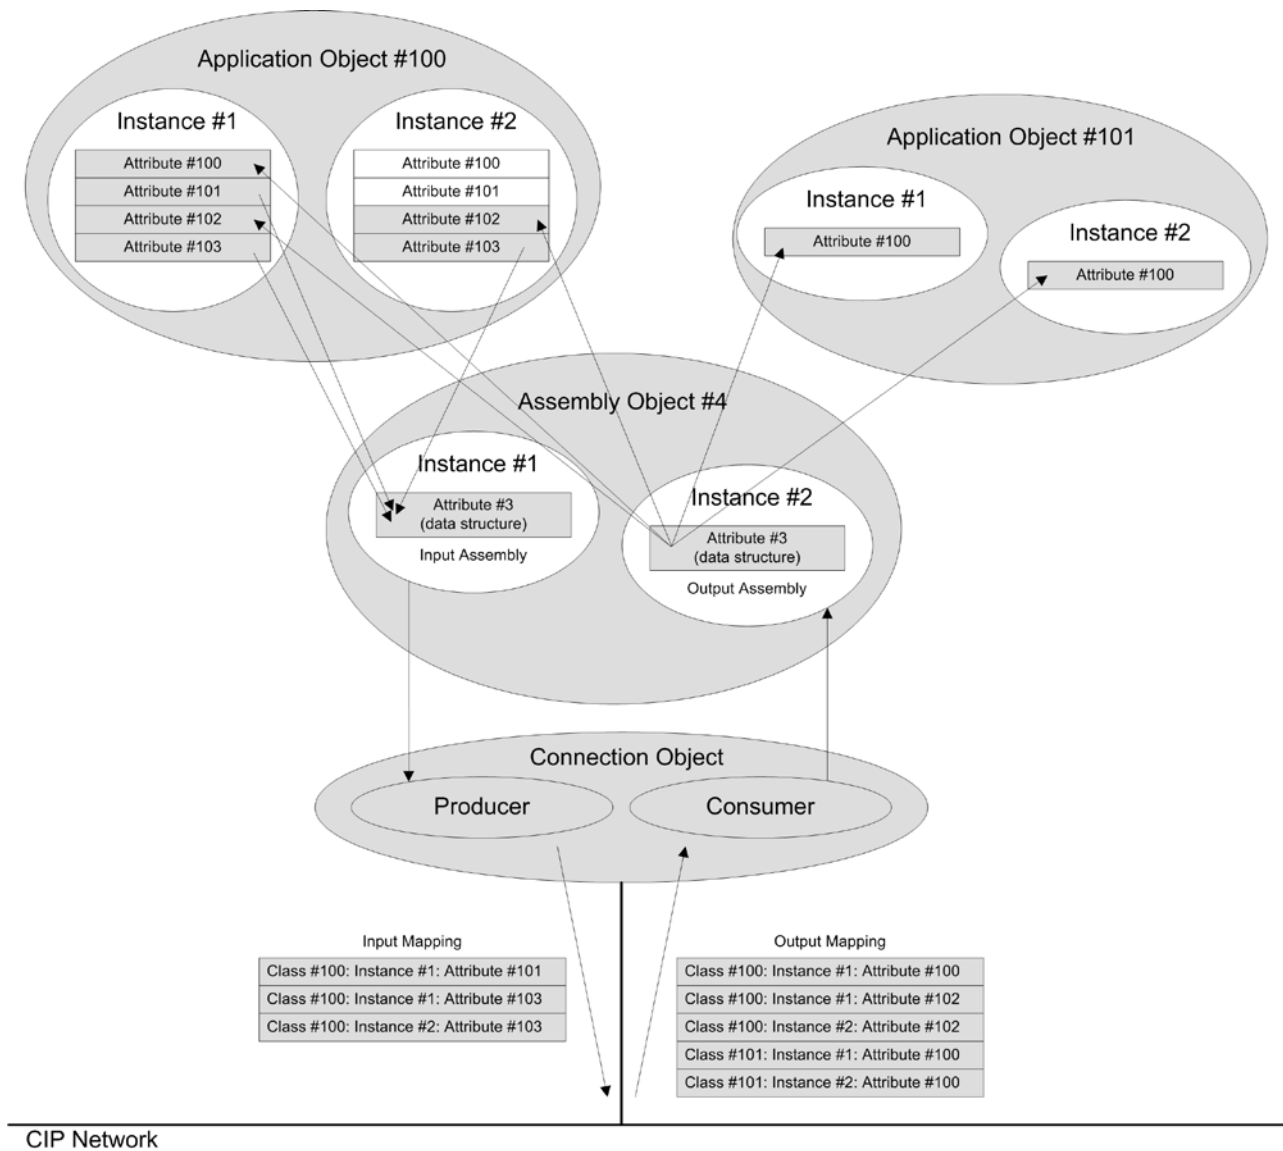 Application Object #100
Instance #1
Attribute #100
Attribute #101
Attribute #102
Attribute #103
Instance #2
Attribute #100
Attribute #101
Attribute #102
Attribute #103
Application Object #101
Instance #1
Attribute #100
Instance #2
Attribute #100
Assembly Object #4
Instance #1
Attribute #3
(data structure)
Input Assembly
Instance #2
Attribute #3
(data structure)
Output Assembly
Connection Object
Producer
Consumer
Input Mapping
Class #100: Instance #1: Attribute #101
Class #100: Instance #1: Attribute #103
Class #100: Instance #2: Attribute #103
Output Mapping
Class #100: Instance #1: Attribute #100
Class #100: Instance #1: Attribute #102
Class #100: Instance #2: Attribute #102
Class #101: Instance #1: Attribute #100
Class #101: Instance #2: Attribute #100
CIP Network